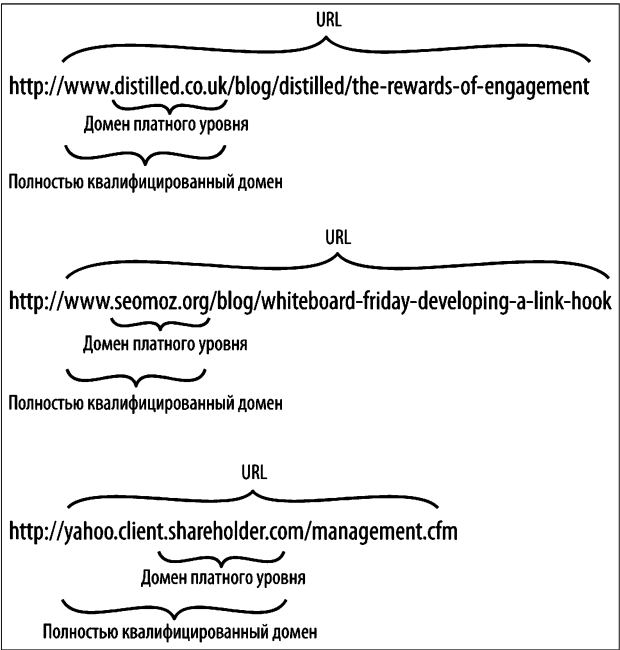 URL
http://www.distilled.co.uk/blog/distilled/the-rewards-of-engagement
Домен платного уровня
Полностью квалифицированный домен
URL
http://www.seomoz.org/blog/whiteboard-friday-developing-a-link-hook
Домен платного уровня
Полностью квалифицированный домен
URL
http://yahoo.client.shareholder.com/management.cfm
Домен платного уровня
Полностью квалифицированный домен